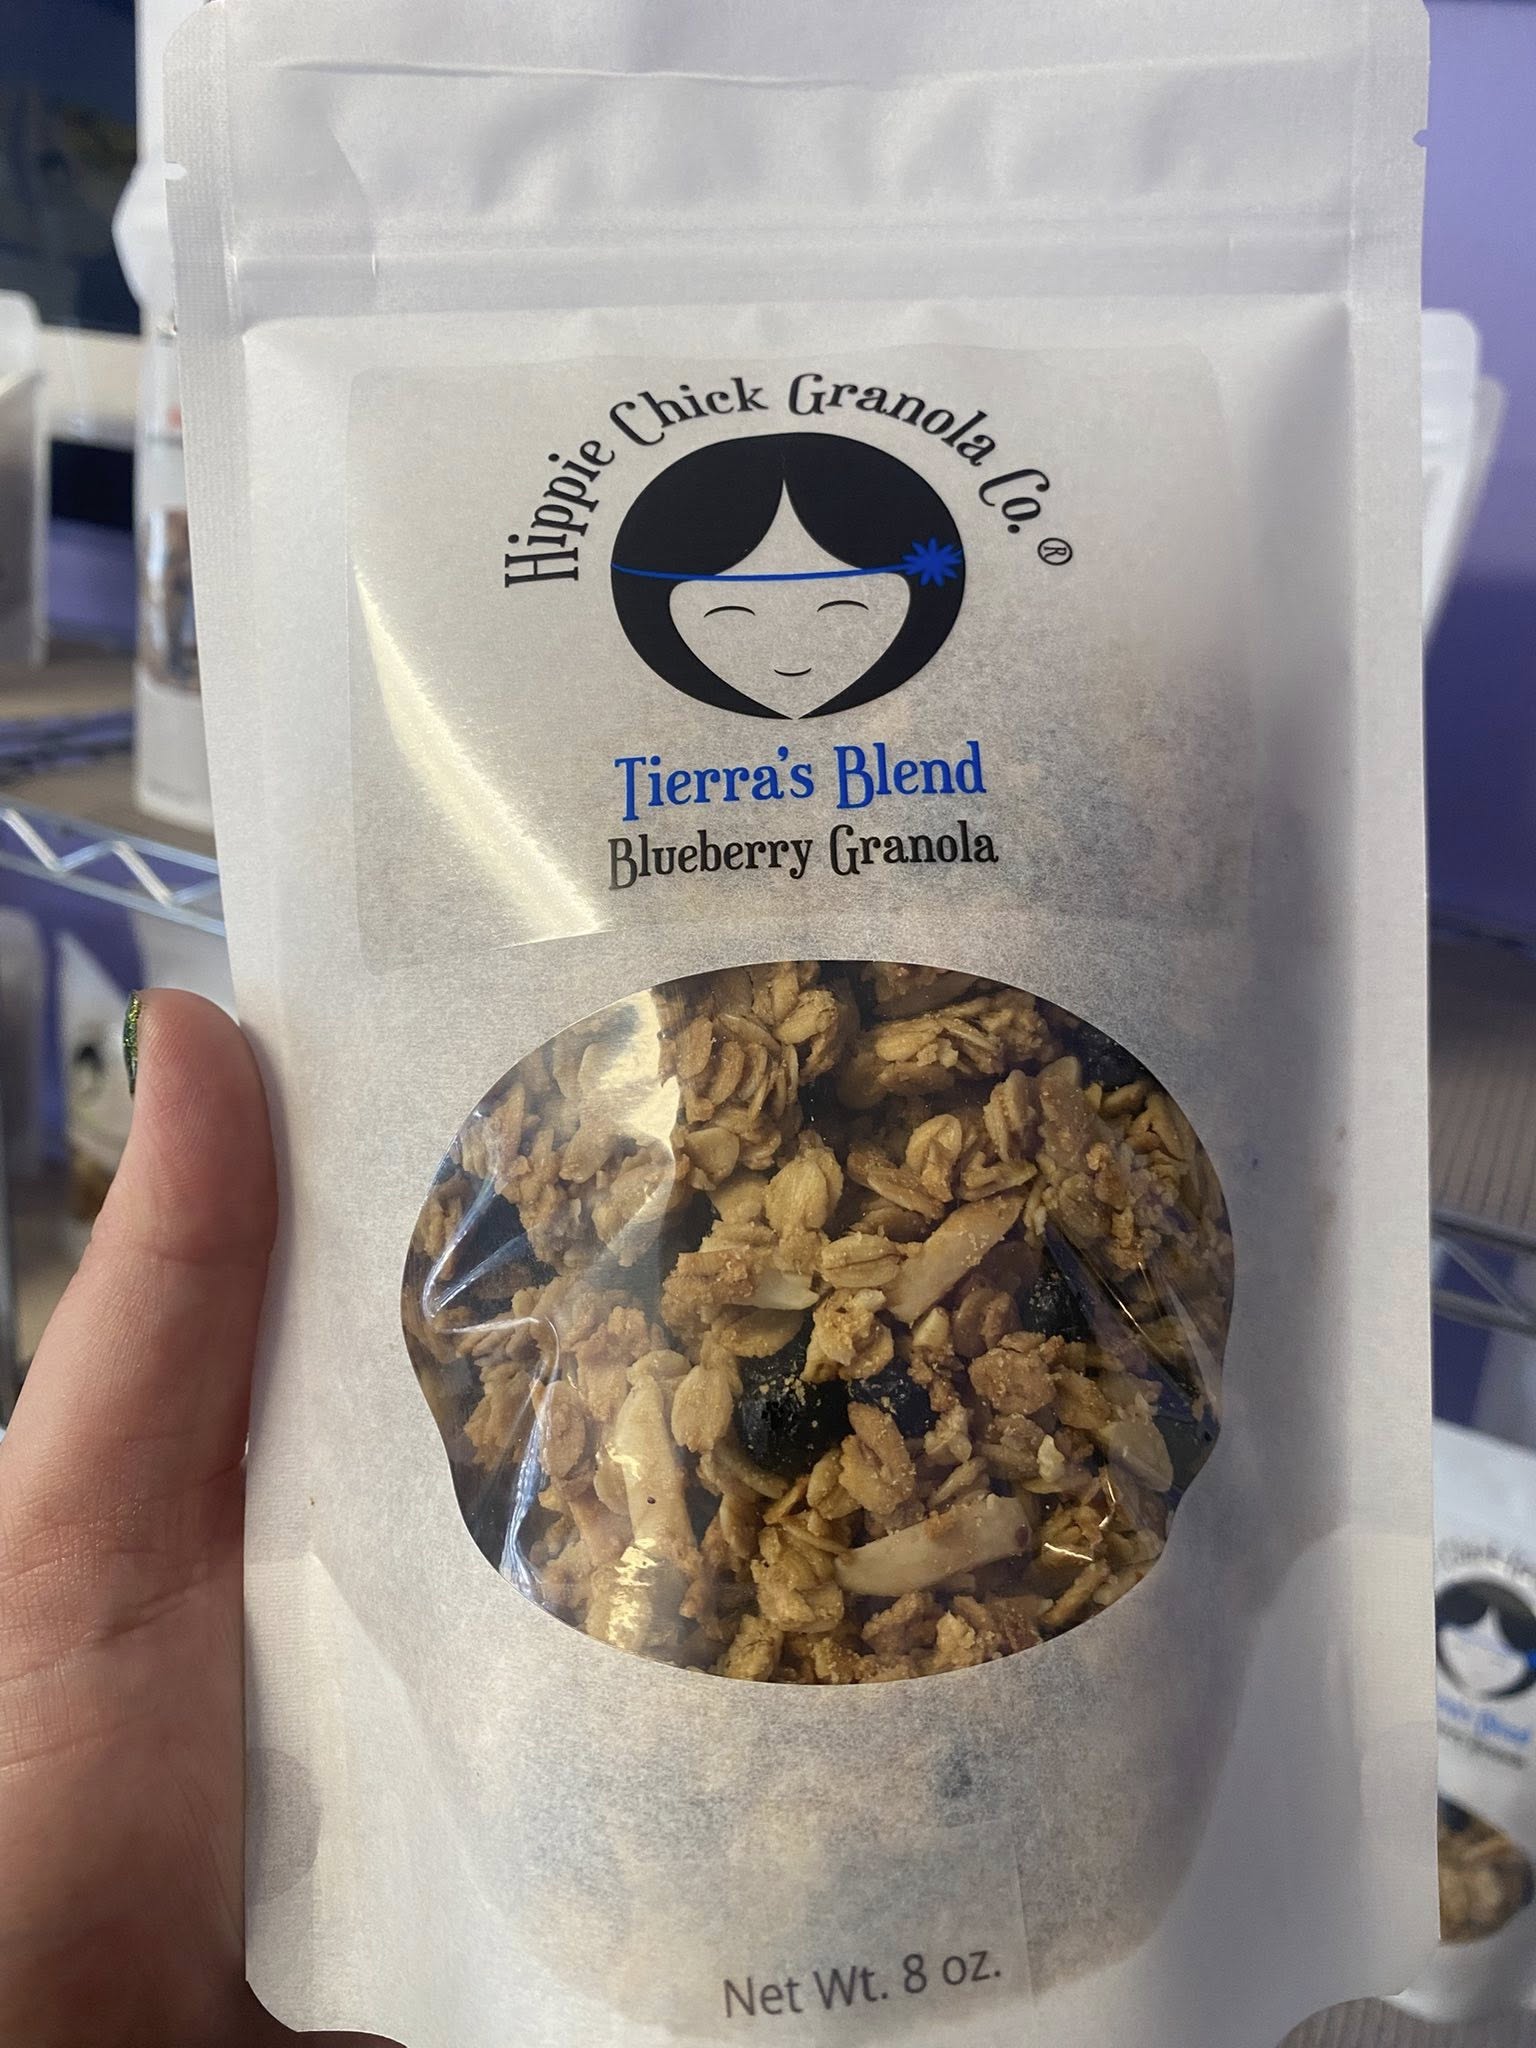 Hippie Chick Granola Co. ®
Tierra's Blend
Blueberry Granola
Net Wt. 8 oz.